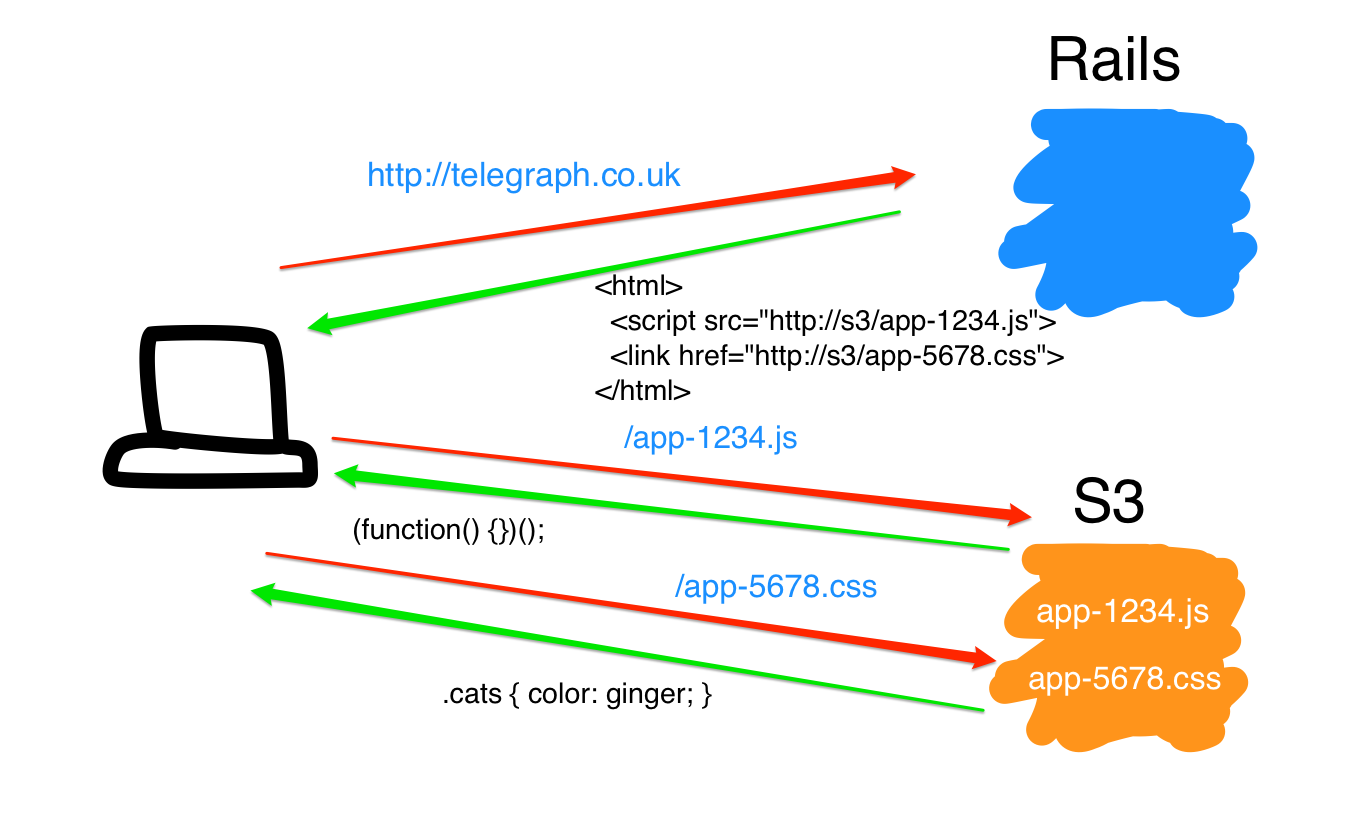 Rails
http://telegraph.co.uk
<html>
<script src="http://s3/app-1234.js">
<link href="http://s3/app-5678.css">
</html>
/app-1234.js
S3
(function() {})();
/app-5678.css
app-1234.js
app-5678.css
.cats { color: ginger; }